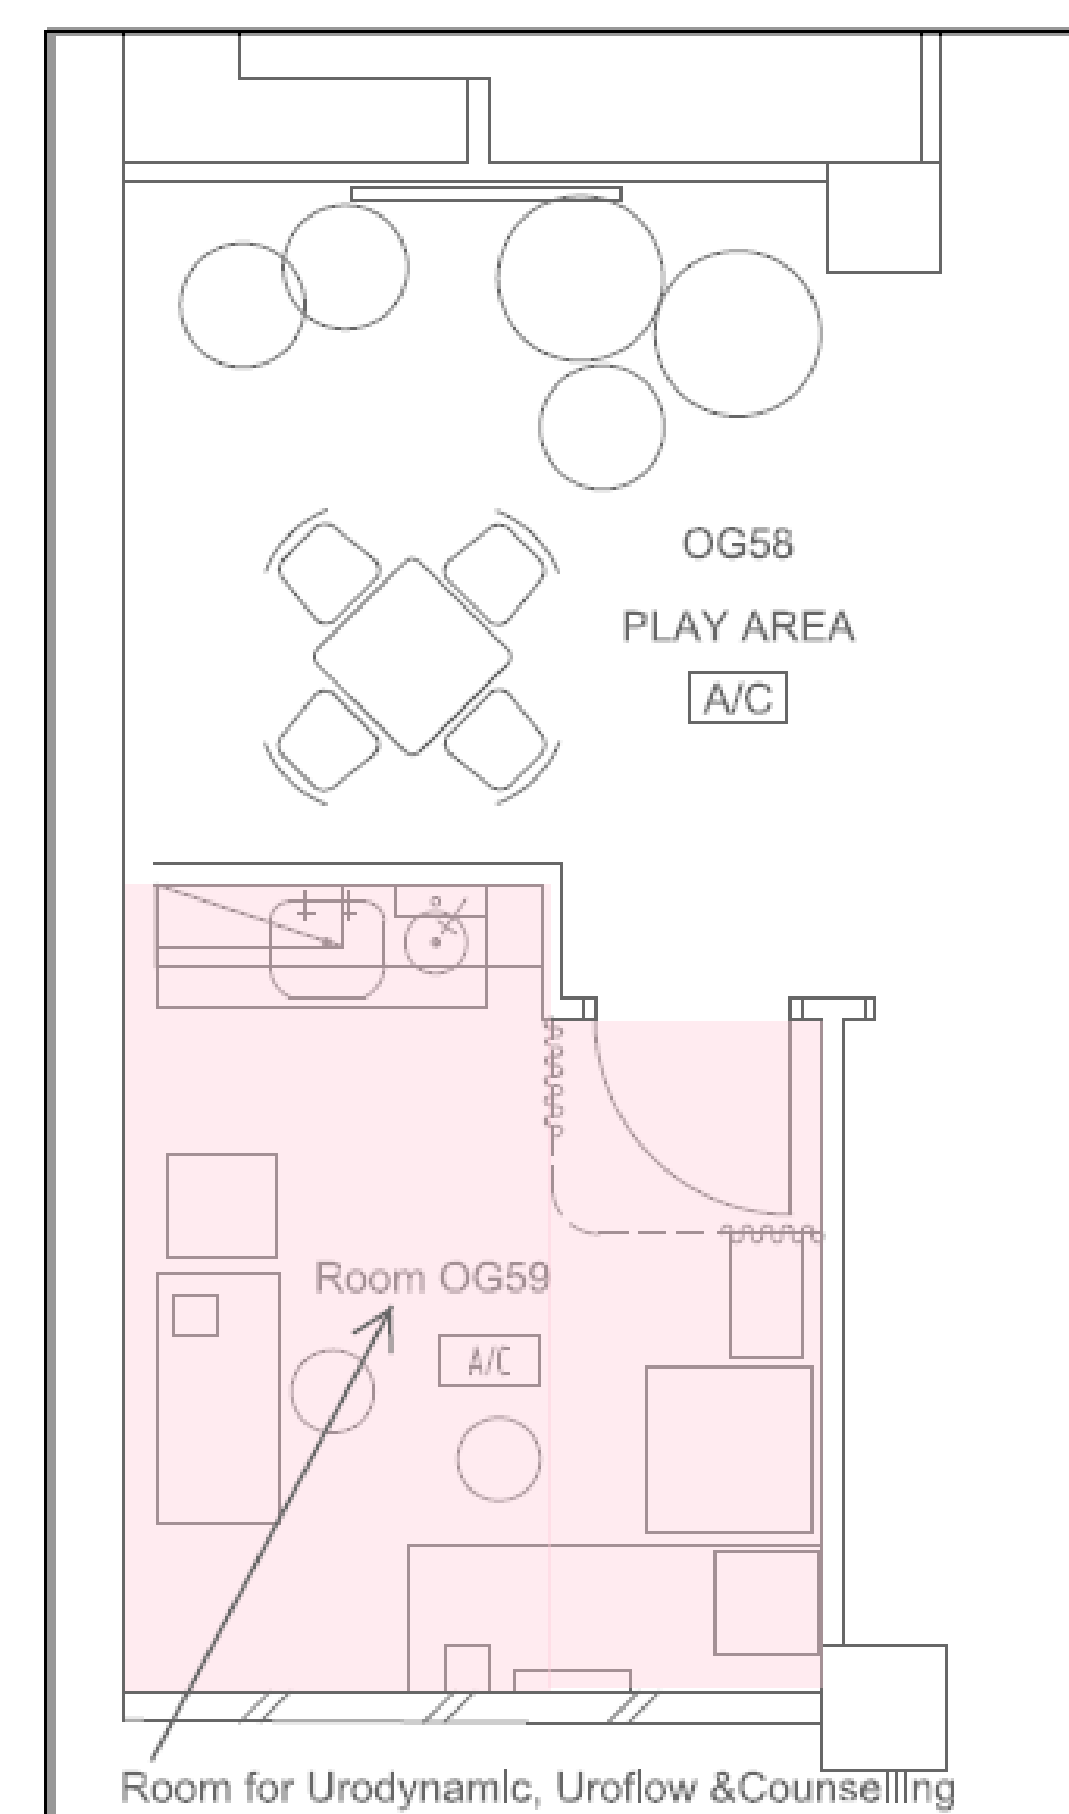 OG58
PLAY AREA
A/C
Room OG59
A/C
Room for Urodynamic, Uroflow &Counselling